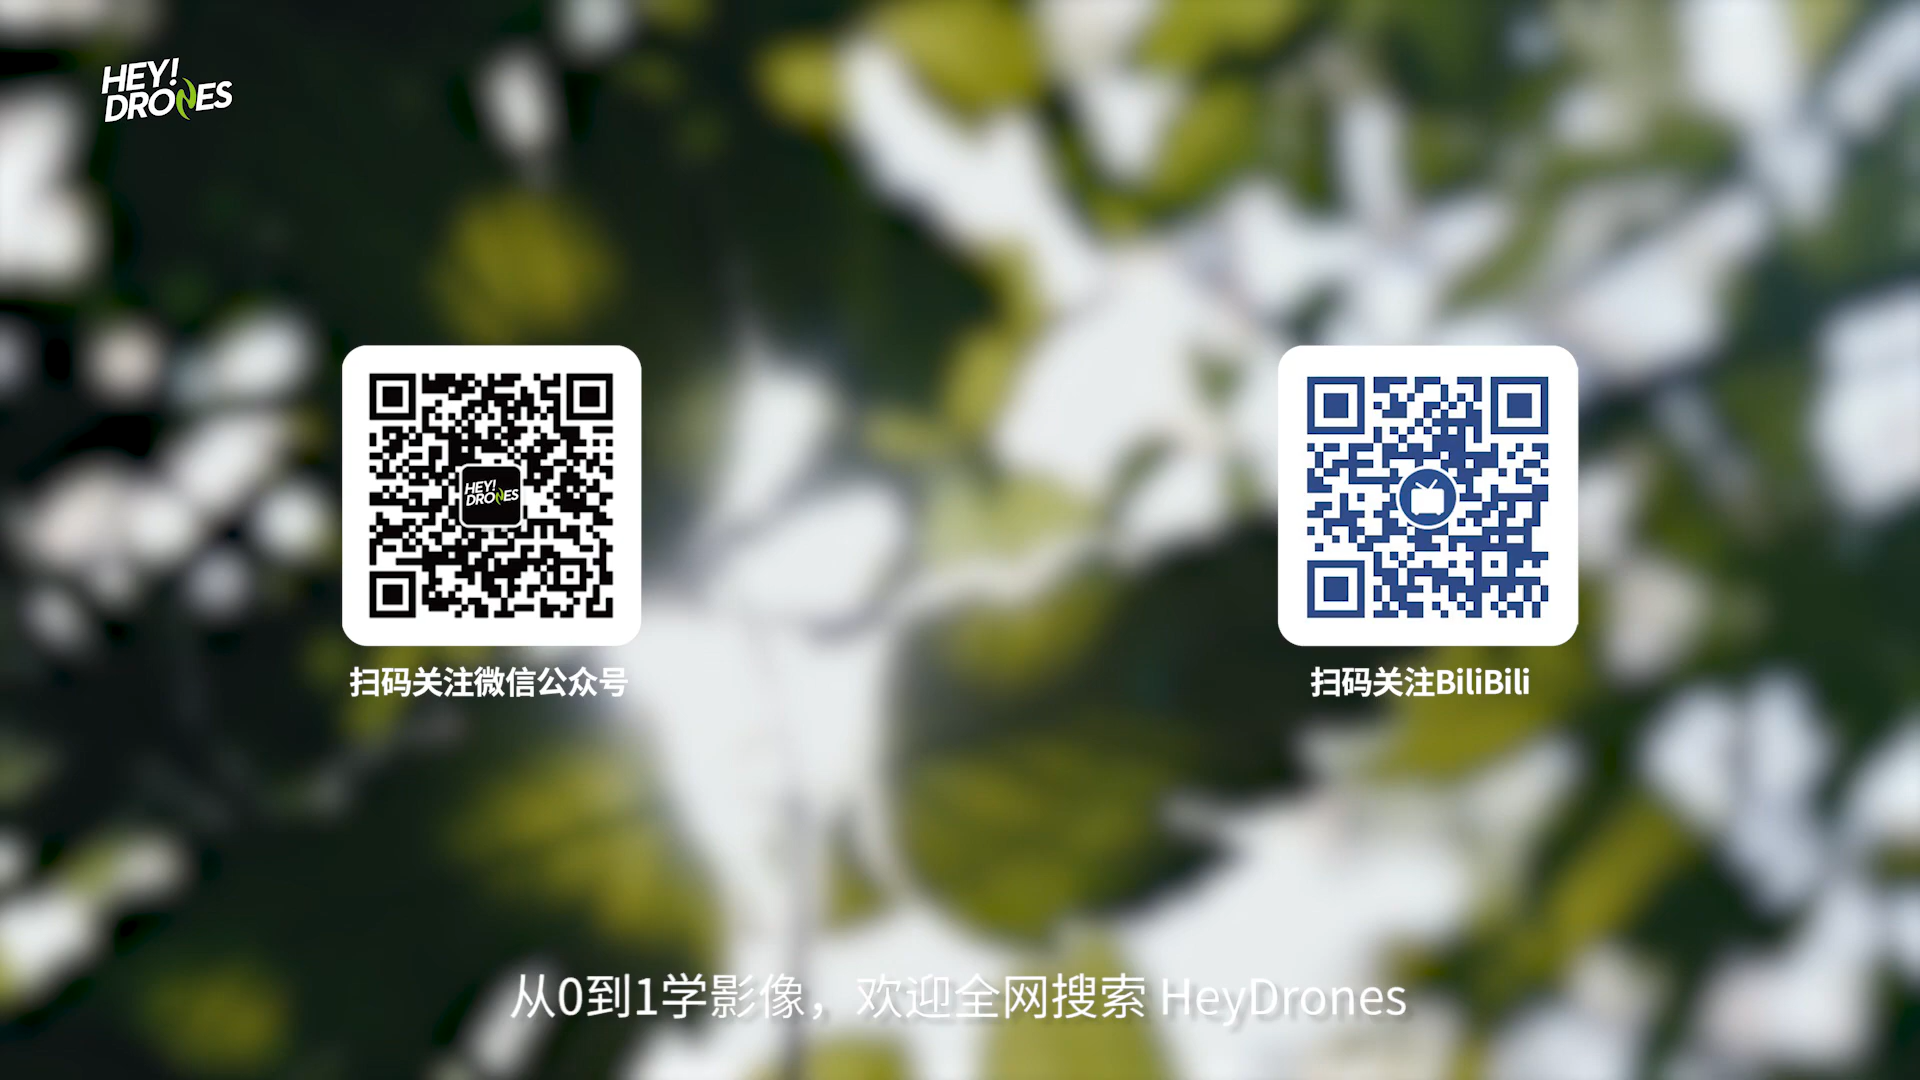 HEY!
DRONES
HEY!
DRONES
扫码关注微信公众号
扫码关注BiliBili
从0到1学影像，欢迎全网搜索 HeyDrones